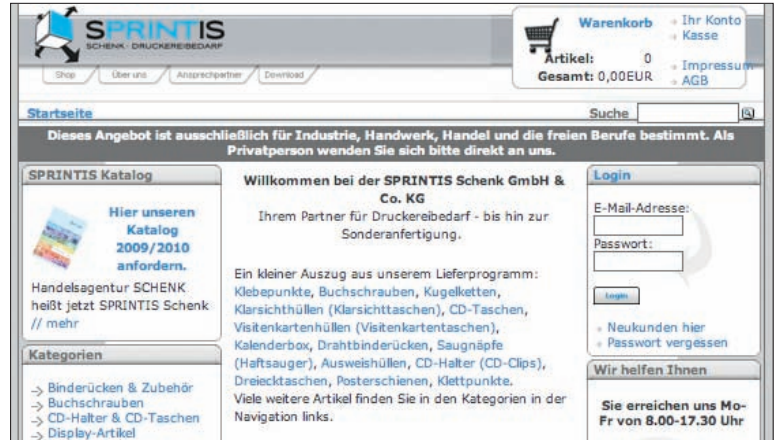 SPRINTIS
SCHENK · DRUCKEREIBEDARF
Shop
Über uns
Ansprechpartner
Download
Warenkorb
Artikel: 0
Gesamt: 0,00EUR
Ihr Konto
Kasse
Impressum
AGB
Startseite
Suche
Dieses Angebot ist ausschließlich für Industrie, Handwerk, Handel und die freien Berufe bestimmt. Als
Privatperson wenden Sie sich bitte direkt an uns.
SPRINTIS Katalog
Hier unseren
Katalog
2009/2010
anfordern.
Handelsagentur SCHENK
heißt jetzt SPRINTIS Schenk
// mehr
Kategorien
Binderücken & Zubehör
Buchschrauben
CD-Halter & CD-Taschen
Display-Artikel
Willkommen bei der SPRINTIS Schenk GmbH &
Co. KG
Ihrem Partner für Druckereibedarf - bis hin zur
Sonderanfertigung.
Ein kleiner Auszug aus unserem Lieferprogramm:
Klebepunkte, Buchschrauben, Kugelketten,
Klarsichthüllen (Klarsichttaschen), CD-Taschen,
Visitenkartenhüllen (Visitenkartentaschen),
Kalenderbox, Drahtbinderücken, Saugnäpfe
(Haftsauger), Ausweishüllen, CD-Halter (CD-Clips),
Dreiecktaschen, Posterschienen, Klettpunkte.
Viele weitere Artikel finden Sie in den Kategorien in der
Navigation links.
Login
E-Mail-Adresse:
Passwort:
Login
Neukunden hier
Passwort vergessen
Wir helfen Ihnen
Sie erreichen uns Mo-
Fr von 8.00-17.30 Uhr